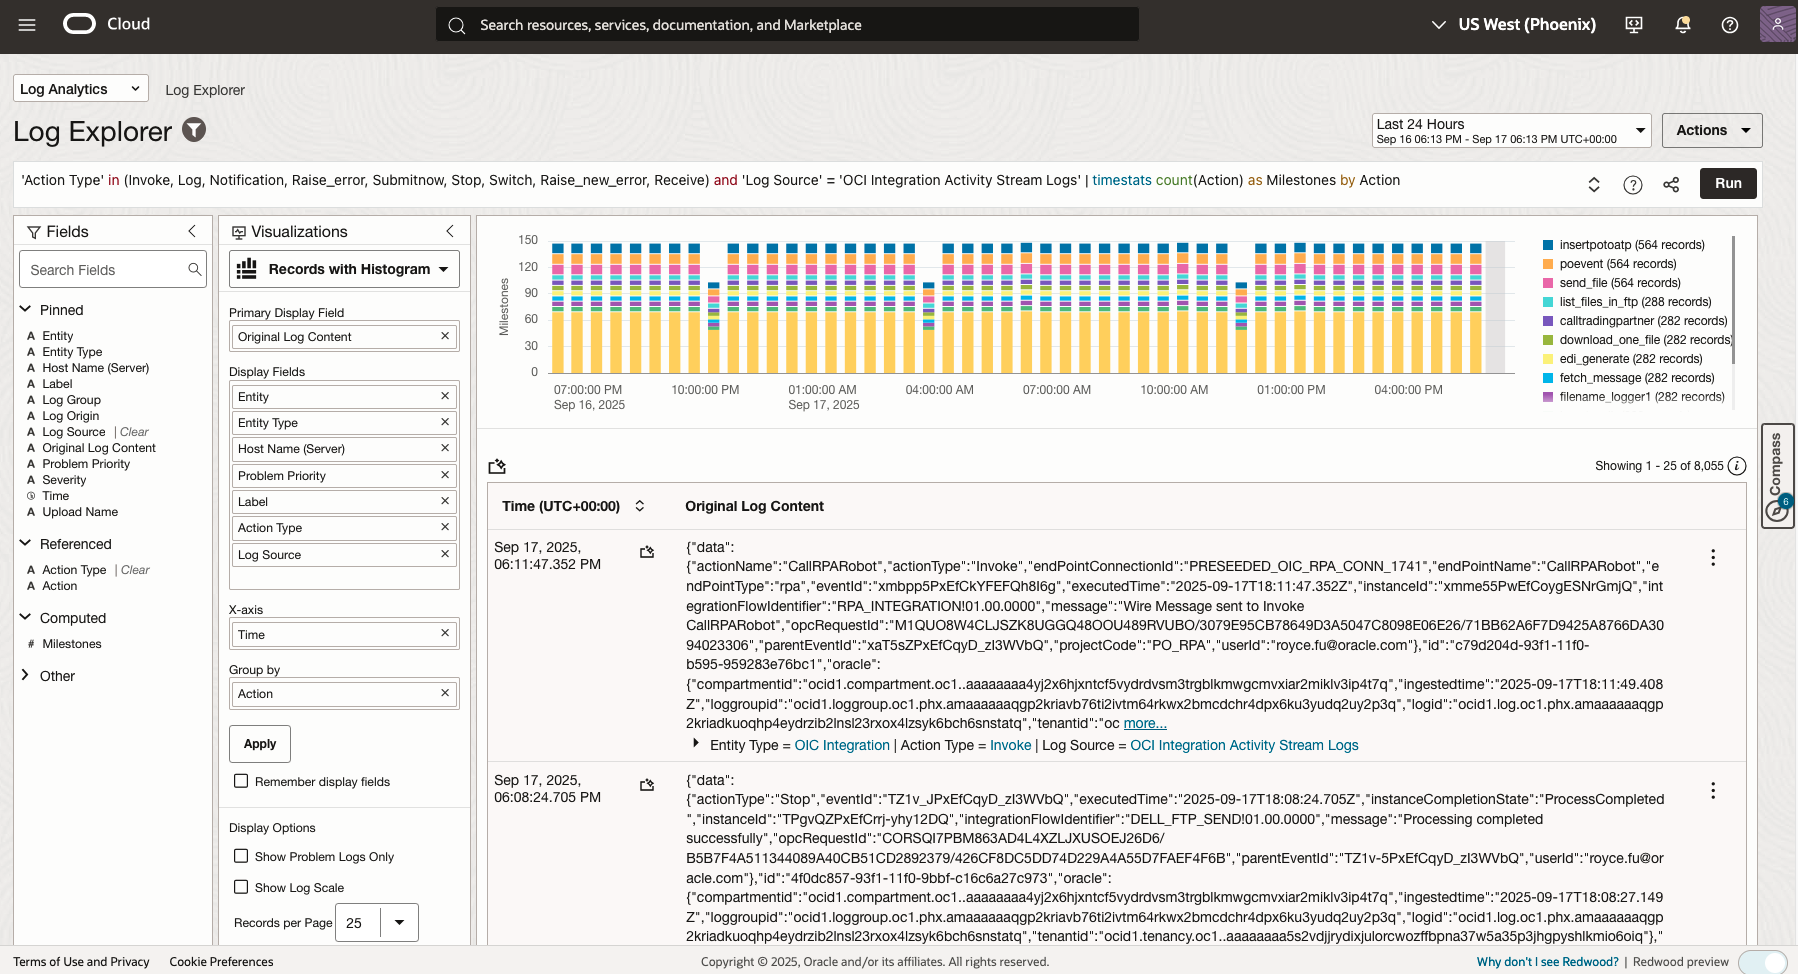 Cloud
Search resources, services, documentation, and Marketplace
US West (Phoenix)
Log Analytics
Log Explorer
Log Explorer
Last 24 Hours
Sep 16 06:13 PM - Sep 17 06:13 PM UTC+00:00
Actions
'Action Type' in (Invoke, Log, Notification, Raise_error, Submitnow, Stop, Switch, Raise_new_error, Receive) and 'Log Source' = 'OCI Integration Activity Stream Logs' | timestats count(Action) as Milestones by Action
Run
Fields
Search Fields
Pinned
A Entity
A Entity Type
A Host Name (Server)
A Label
A Log Group
A Log Origin
A Log Source | Clear
A Original Log Content
A Problem Priority
A Severity
Time
A Upload Name
Referenced
A Action Type | Clear
A Action
Computed
# Milestones
Other
Visualizations
Records with Histogram
Primary Display Field
Original Log Content
Display Fields
Entity
Entity Type
Host Name (Server)
Problem Priority
Label
Action Type
Log Source
X-axis
Time
Group by
Action
Apply
Remember display fields
Display Options
Show Problem Logs Only
Show Log Scale
Records per Page 25
Milestones
150
120
90
60
30
0
07:00:00 PM 10:00:00 PM 01:00:00 AM 04:00:00 AM 07:00:00 AM 10:00:00 AM 01:00:00 PM 04:00:00 PM
Sep 16, 2025 Sep 17, 2025
insertpotoatp (564 records)
poevent (564 records)
send_file (564 records)
list_files_in_ftp (288 records)
calltradingpartner (282 records)
download_one_file (282 records)
edi_generate (282 records)
fetch_message (282 records)
filename_logger1 (282 records)
Showing 1 - 25 of 8,055
Compass
6
Time (UTC+00:00) Original Log Content
Sep 17, 2025,
06:11:47.352 PM
{"data":
{"actionName":"CallRPARobot","actionType":"Invoke","endPointConnectionId":"PRESEEDED_OIC_RPA_CONN_1741","endPointName":"CallRPARobot","e
ndPointType":"rpa","eventId":"xmbpp5PxEfCkYFEFQh8I6g","executedTime":"2025-09-17T18:11:47.352Z","instanceId":"xmme55PwEfCoygESNrGmjQ","int
egrationFlowIdentifier":"RPA_INTEGRATION!01.00.0000","message":"Wire Message sent to Invoke
CallRPARobot","opcRequestId":"M1QUO8W4CLJSZK8UGGQ48OOU489RVUBO/3079E95CB78649D3A5047C8098E06E26/71BB62A6F7D9425A8766DA30
94023306","parentEventId":"xaT5sZPxEfCqyD_zI3WVbQ","projectCode":"PO_RPA","userId":"royce.fu@oracle.com"},"id":"c79d204d-93f1-11f0-
b595-959283e76bc1","oracle":
{"compartmentid":"ocid1.compartment.oc1..aaaaaaaa4yj2x6hjxntcf5vydrdvsm3trgblkmwgcmvxiar2miklv3ip4t7q","ingestedtime":"2025-09-17T18:11:49.408
Z","loggroupid":"ocid1.loggroup.oc1.phx.amaaaaaaqgp2kriavb76ti2ivtm64rkwx2bmcdchr4dpx6ku3yudq2uy2p3q","logid":"ocid1.log.oc1.phx.amaaaaaaqgp
2kriadkuoqhp4eydrzib2lnsl23rxox4lzsyk6bch6snstatq","tenantid":"oc more...
Entity Type = OIC Integration | Action Type = Invoke | Log Source = OCI Integration Activity Stream Logs
Sep 17, 2025,
06:08:24.705 PM
{"data":
{"actionType":"Stop","eventId":"TZ1v_JPxEfCqyD_zI3WVbQ","executedTime":"2025-09-17T18:08:24.705Z","instanceCompletionState":"ProcessCompleted
","instanceId":"TPgvQZPxEfCrrj-yhy12DQ","integrationFlowIdentifier":"DELL_FTP_SEND!01.00.0000","message":"Processing completed
successfully","opcRequestId":"CORSQI7PBM863AD4L4XZLJXUSOEJ26D6/
B5B7F4A511344089A40CB51CD2892379/426CF8DC5DD74D229A4A55D7FAEF4F6B","parentEventId":"TZ1v-5PxEfCqyD_zI3WVbQ","userId":"royce.fu@or
acle.com"},"id":"4f0dc857-93f1-11f0-9bbf-c16c6a27c973","oracle":
{"compartmentid":"ocid1.compartment.oc1..aaaaaaaa4yj2x6hjxntcf5vydrdvsm3trgblkmwgcmvxiar2miklv3ip4t7q","ingestedtime":"2025-09-17T18:08:27.149
Z","loggroupid":"ocid1.loggroup.oc1.phx.amaaaaaaqgp2kriavb76ti2ivtm64rkwx2bmcdchr4dpx6ku3yudq2uy2p3q","logid":"ocid1.log.oc1.phx.amaaaaaaqgp
2kriadkuoqhp4eydrzib2lnsl23rxox4lzsyk6bch6snstatq","tenantid":"ocid1.tenancy.oc1..aaaaaaaa5s2vdjjrydixjulorcwozffbpna37w5a35p3jhgpyshlkmio6oiq"},"
Terms of Use and Privacy Cookie Preferences
Copyright © 2025, Oracle and/or its affiliates. All rights reserved.
Why don't I see Redwood? | Redwood preview